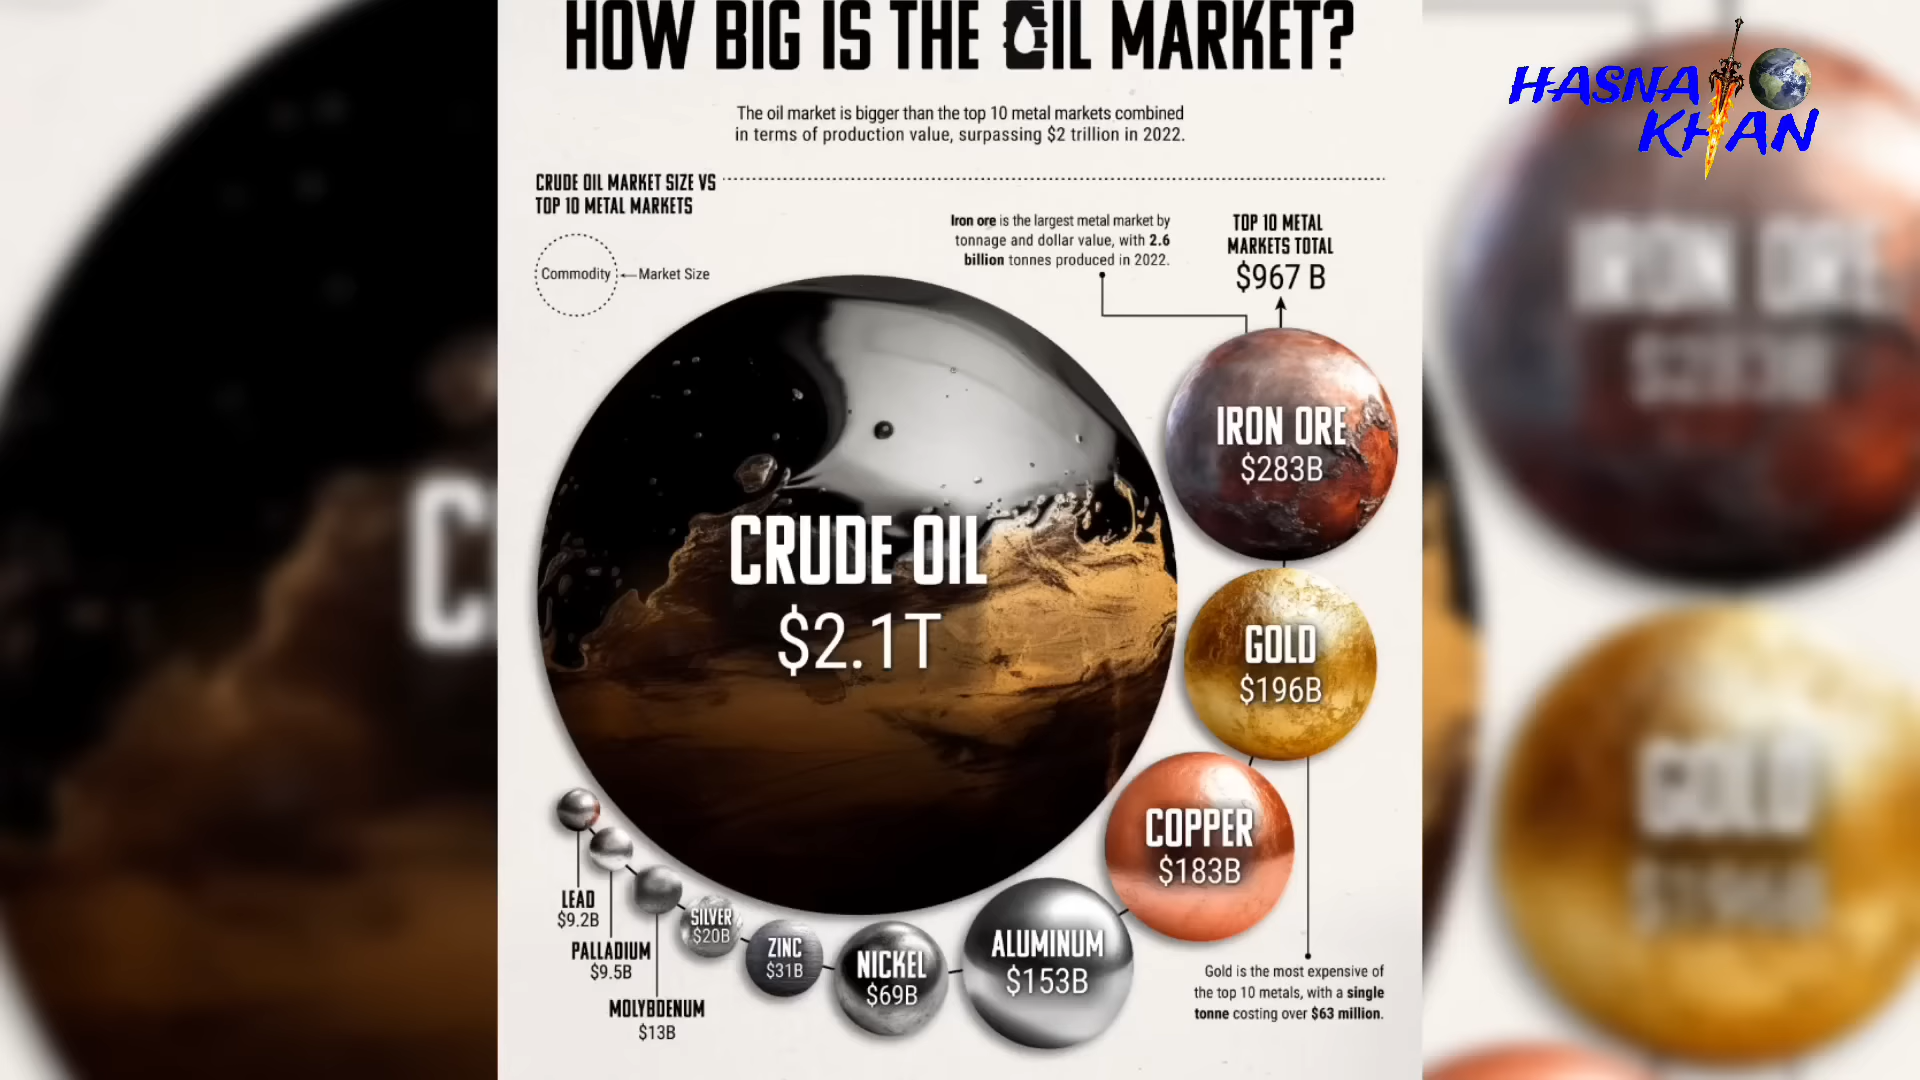 HOW BIG IS THE OIL MARKET?
The oil market is bigger than the top 10 metal markets combined
in terms of production value, surpassing $2 trillion in 2022.
CRUDE OIL MARKET SIZE VS
TOP 10 METAL MARKETS
Commodity
Market Size
Iron ore is the largest metal market by
tonnage and dollar value, with 2.6
billion tonnes produced in 2022.
TOP 10 METAL
MARKETS TOTAL
$967 B
IRON ORE
$283B
CRUDE OIL
$2.1T
GOLD
$196B
COPPER
$183B
ALUMINUM
$153B
NICKEL
$69B
ZINC
$31B
SILVER
$20B
MOLYBDENUM
$13B
PALLADIUM
$9.5B
LEAD
$9.2B
Gold is the most expensive of
the top 10 metals, with a single
tonne costing over $63 million.
HASNA
KHAN
C
IRON ORE
$283B
GOLD
$196B